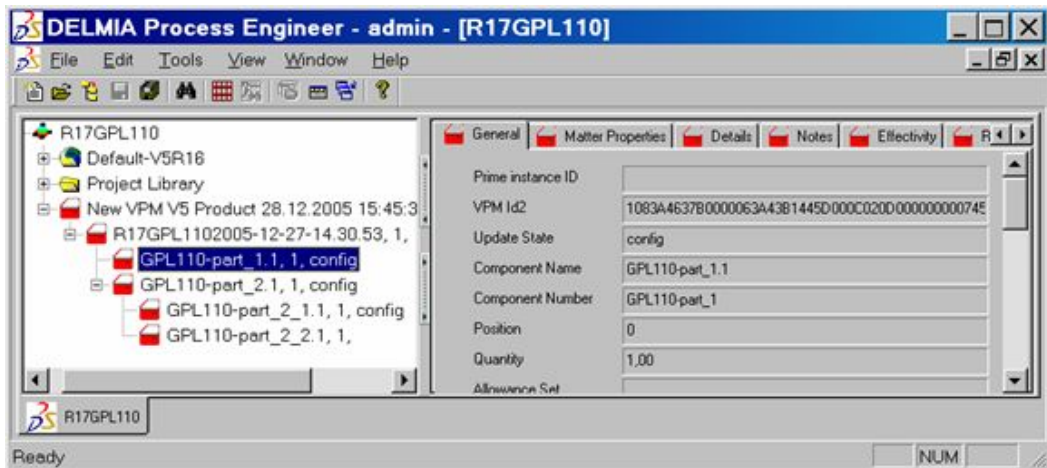 DELMIA Process Engineer - admin - [R17GPL110]
File Edit Tools View Window Help
R17GPL110
Default-V5R16
Project Library
New VPM V5 Product 28.12.2005 15:45:3
R17GPL1102005-12-27-14.30.53, 1,
GPL110-part_1.1, 1, config
GPL110-part_2.1, 1, config
GPL110-part_2_1.1, 1, config
GPL110-part_2_2.1, 1,
General Matter Properties Details Notes Effectivity R
Prime instance ID
VPM Id2 1083A4637B0000063A43B1445D000C020D000000000745
Update State config
Component Name GPL110-part_1.1
Component Number GPL110-part_1
Position 0
Quantity 1,00
Allowance Set
R17GPL110
Ready NUM